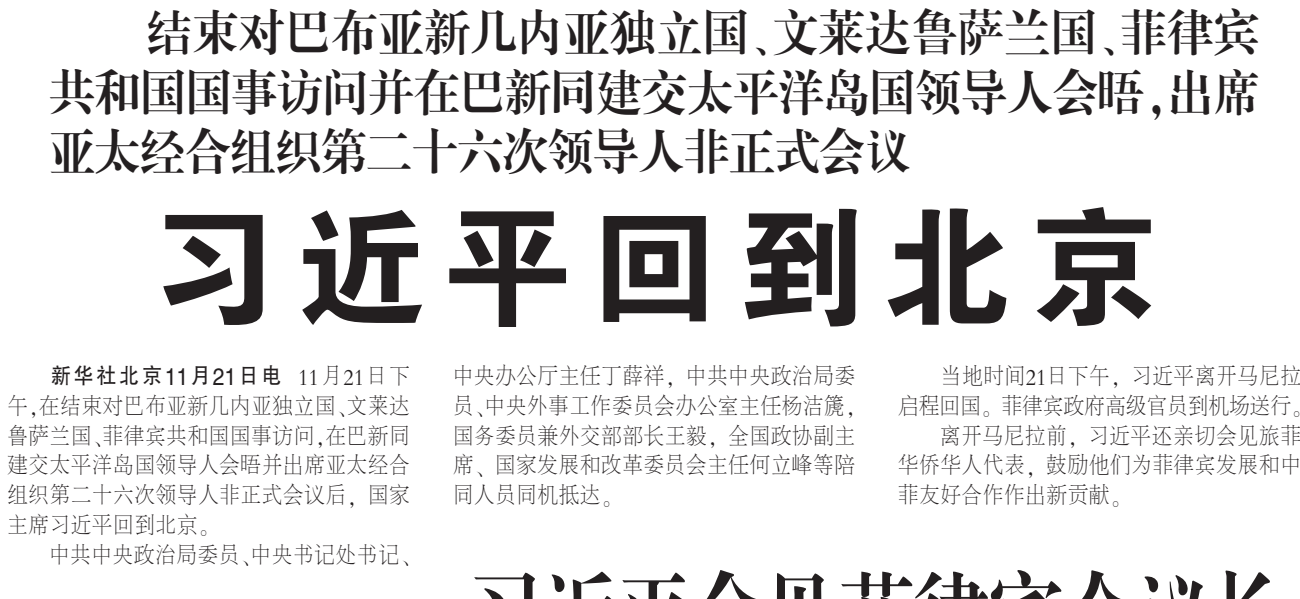 结束对巴布亚新几内亚独立国、文莱达鲁萨兰国、菲律宾
共和国国事访问并在巴新同建交太平洋岛国领导人会晤,出席
亚太经合组织第二十六次领导人非正式会议
习近平回到北京
新华社北京11月21日电 11月21日下
午,在结束对巴布亚新几内亚独立国、文莱达
鲁萨兰国、菲律宾共和国国事访问,在巴新同
建交太平洋岛国领导人会晤并出席亚太经合
组织第二十六次领导人非正式会议后，国家
主席习近平回到北京。
中共中央政治局委员、中央书记处书记、
中央办公厅主任丁薛祥，中共中央政治局委
员、中央外事工作委员会办公室主任杨洁篪，
国务委员兼外交部部长王毅，全国政协副主
席、国家发展和改革委员会主任何立峰等陪
同人员同机抵达。
当地时间21日下午，习近平离开马尼拉
启程回国。菲律宾政府高级官员到机场送行。
离开马尼拉前，习近平还亲切会见旅菲
华侨华人代表，鼓励他们为菲律宾发展和中
菲友好合作作出新贡献。
习近平会见菲律宾众议长